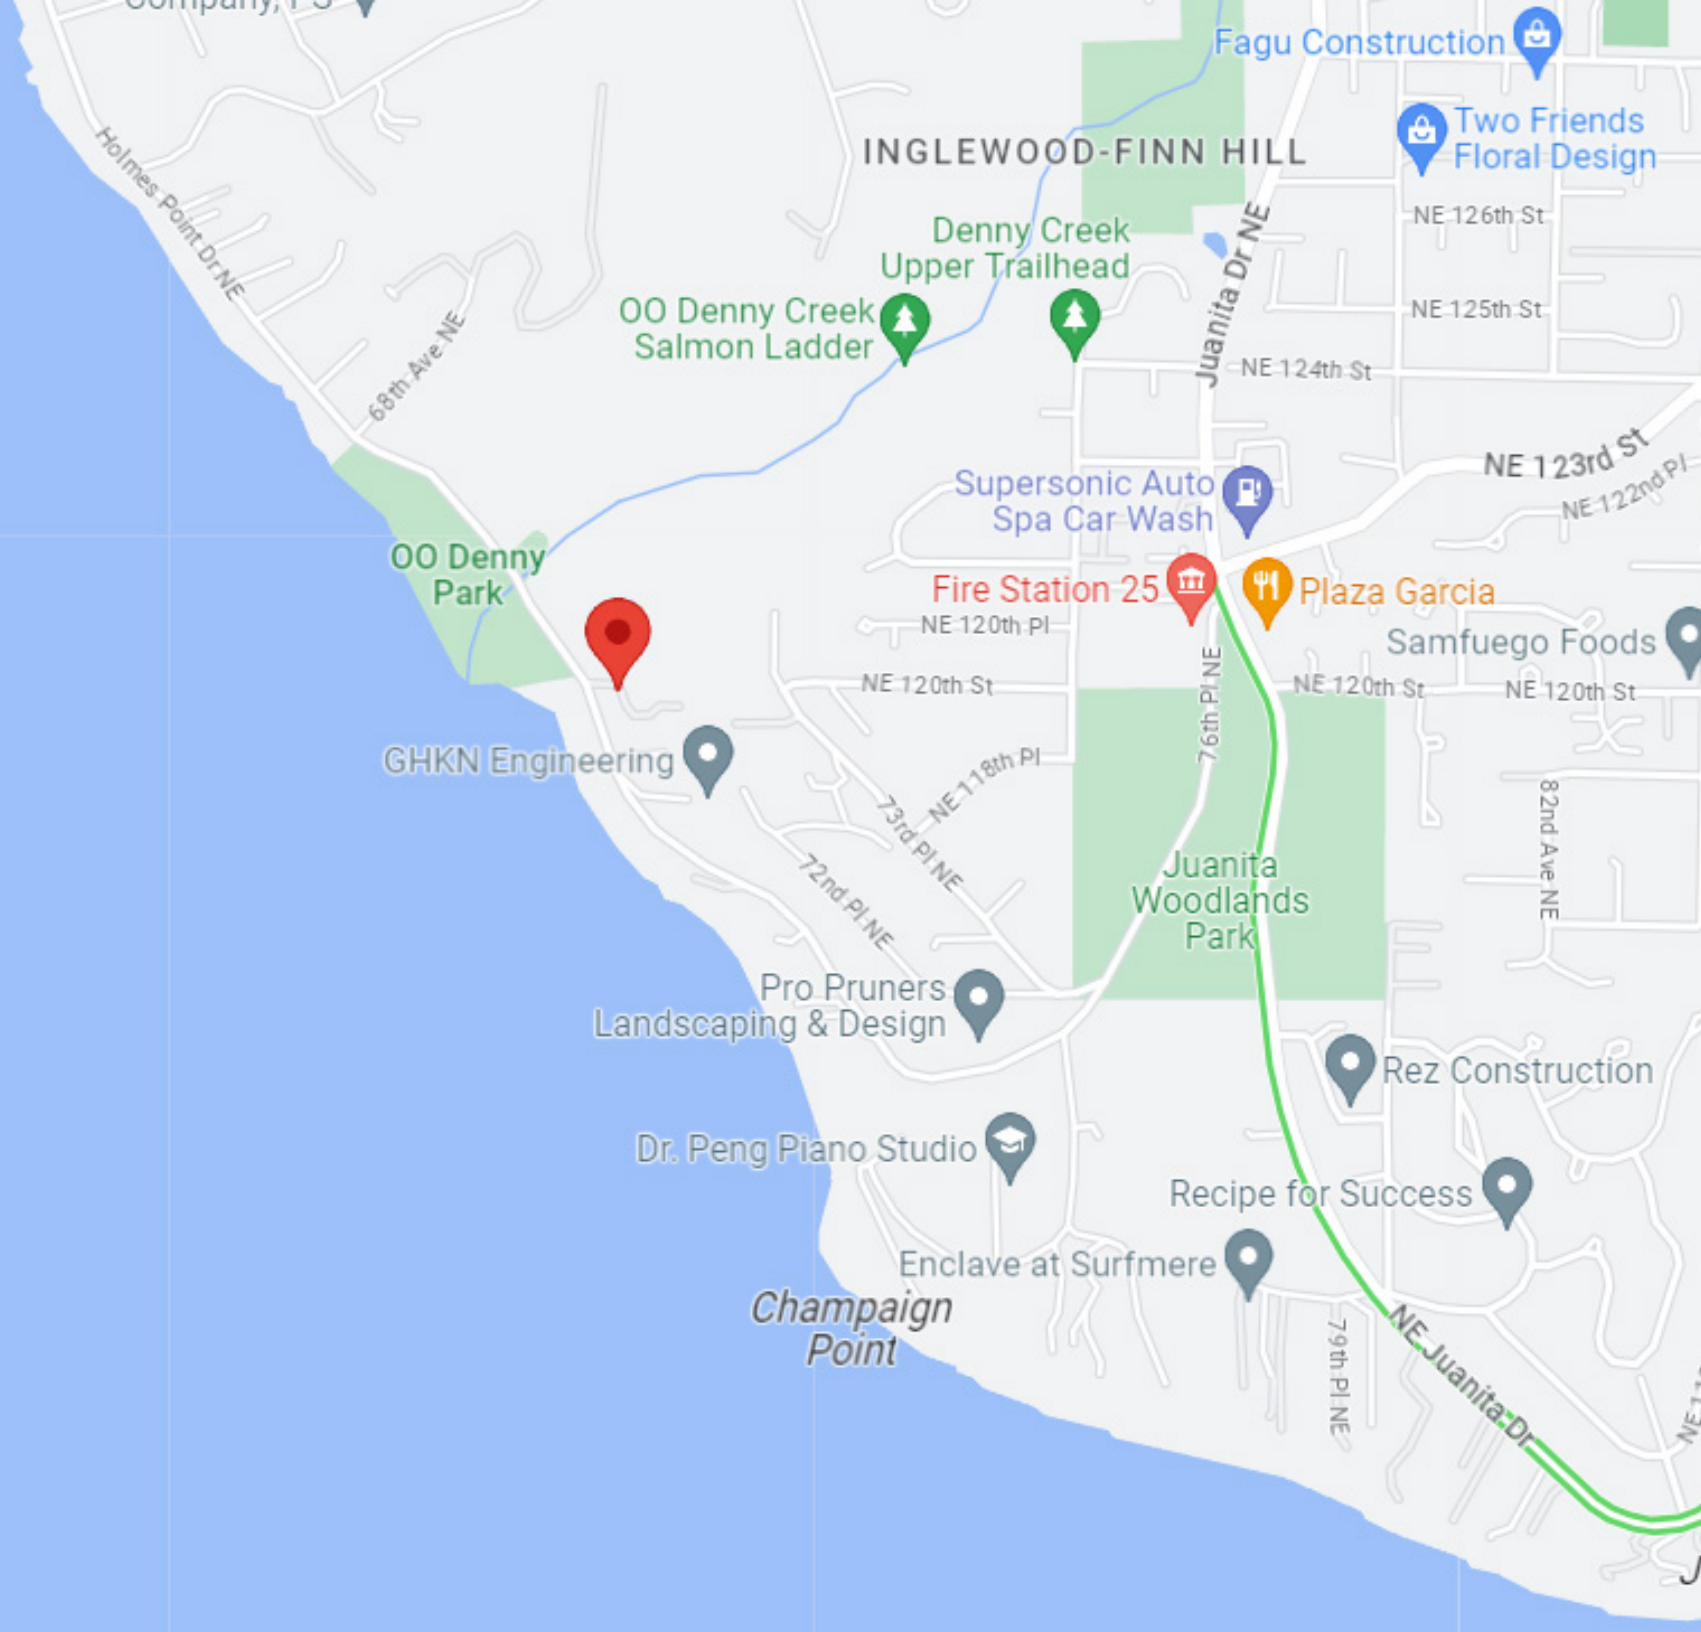 Company, PS
Fagu Construction
Two Friends
Floral Design
INGLEWOOD-FINN HILL
Holmes Point Dr NE
NE 126th St
Denny Creek
Upper Trailhead
Juanita Dr NE
OO Denny Creek
Salmon Ladder
NE 125th St
68th Ave NE
NE 124th St
NE 123rd St
NE 122nd Pl
Supersonic Auto
Spa Car Wash
OO Denny
Park
Fire Station 25
Plaza Garcia
NE 120th Pl
Samfuego Foods
NE 120th St
NE 120th St
NE 120th St
76th Pl NE
GHKN Engineering
NE 118th Pl
73rd Pl NE
82nd Ave NE
72nd Pl NE
Juanita
Woodlands
Park
Pro Pruners
Landscaping & Design
Rez Construction
Dr. Peng Piano Studio
Recipe for Success
Enclave at Surfmere
Champaign
Point
79th Pl NE
NE Juanita Dr